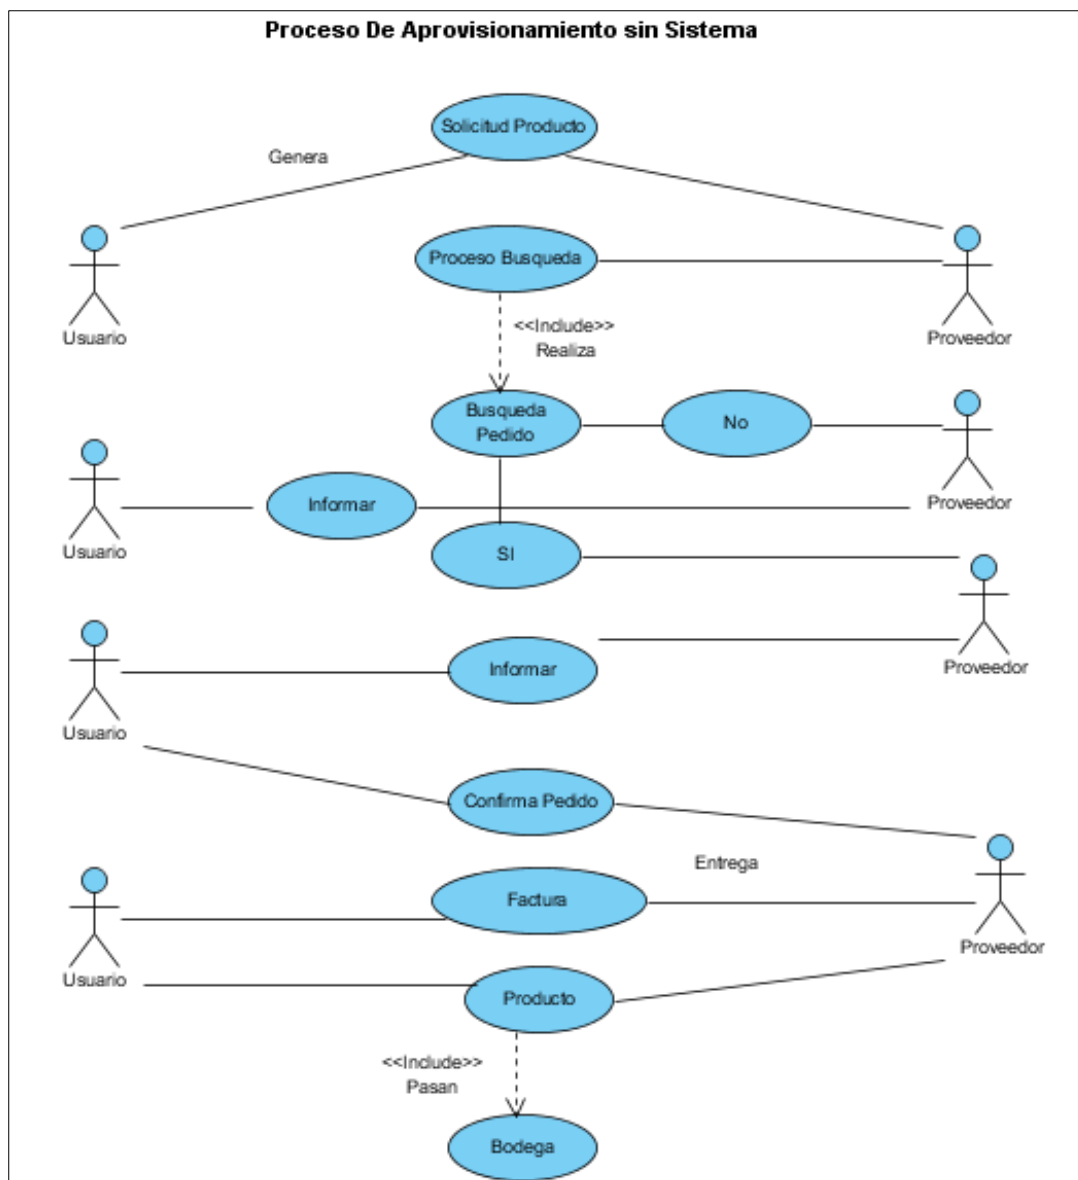 Proceso De Aprovisionamiento sin Sistema
Solicitud Producto
Genera
Proceso Busqueda
Usuario
Proveedor
<<Include>>
Realiza
Busqueda
Pedido
No
Informar
Proveedor
Usuario
SI
Informar
Proveedor
Usuario
Confirma Pedido
Entrega
Factura
Proveedor
Usuario
Producto
<<Include>>
Pasan
Bodega